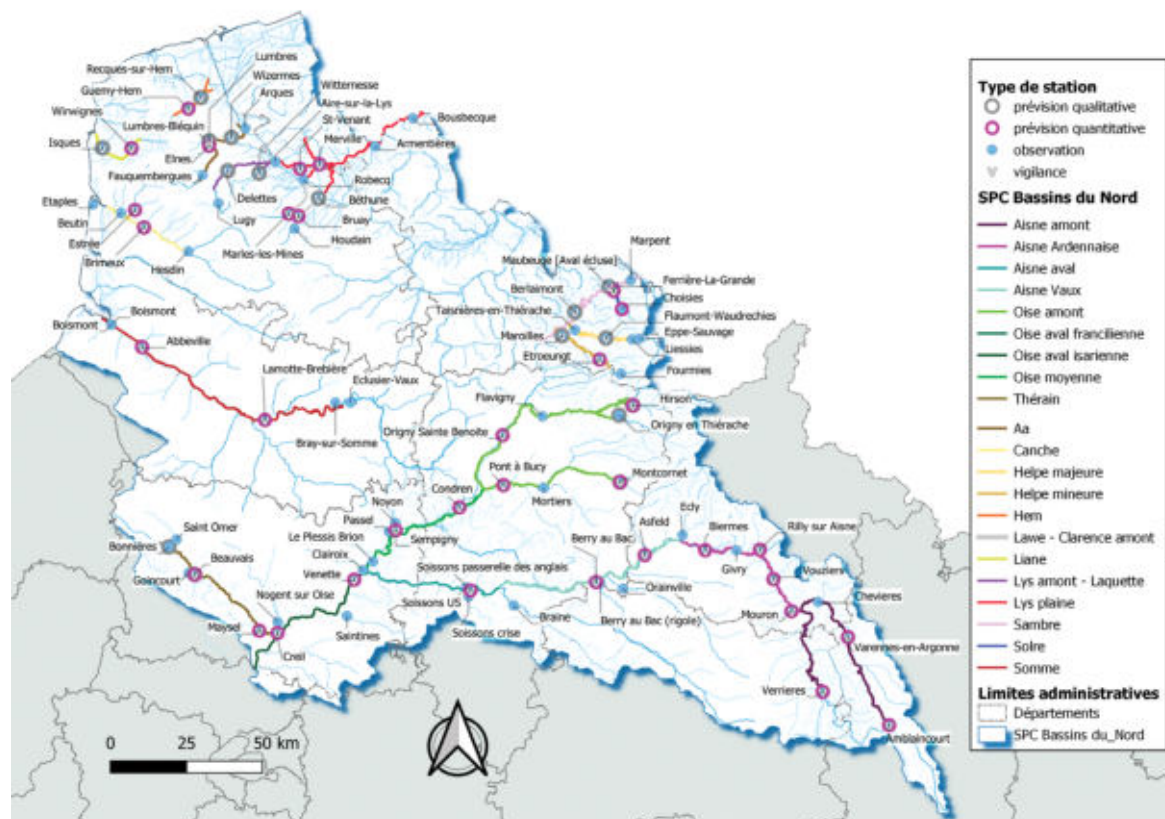 Lumbres
Recques-sur-Hem
Wizernes
Witternesse
Guemy-Hem
Arques
Aire-sur-la-Lys
Wirwignes
Lumbres-Bléquin
St-Venant
Bousbecque
Isques
Merville
Elnes
Armentières
Fauquembergues
Robecq
Delettes
Béthune
Etaples
Lugy
Bruay
Beutin
Houdain
Estrée
Marles-les-Mines
Brimeux
Hesdin
Marpent
Maubeuge [Aval écluse]
Ferrière-La-Grande
Berlaimont
Choisies
Taisnières-en-Thiérache
Flaumont-Waudrechies
Boismont
Boismont
Maroilles
Eppe-Sauvage
Abbeville
Etroeungt
Liessies
Lamotte-Brebière
Eclusier-Vaux
Fourmies
Flavigny
Hirson
Bray-sur-Somme
Origny Sainte Benoite
Origny en Thiérache
Pont à Bucy
Montcornet
Condren
Noyon
Mortiers
Saint Omer
Passel
Ecly
Bonnières
Le Plessis Brion
Sempigny
Asfeld
Biermes
Rilly sur Aisne
Beauvais
Clairoix
Berry au Bac
Goincourt
Venette
Soissons passerelle des anglais
Givry
Vouziers
Nogent sur Oise
Orainville
Chevières
Soissons US
Mouron
Maysel
Saintines
Braine
Berry au Bac (rigole)
Soissons crise
Varennes-en-Argonne
Creil
Verrieres
Amblaincourt
0 25 50 km
Type de station
prévision qualitative
prévision quantitative
observation
vigilance
SPC Bassins du Nord
Aisne amont
Aisne Ardennaise
Aisne aval
Aisne Vaux
Oise amont
Oise aval francilienne
Oise aval isarienne
Oise moyenne
Thérain
Aa
Canche
Helpe majeure
Helpe mineure
Hem
Lawe - Clarence amont
Liane
Lys amont - Laquette
Lys plaine
Sambre
Solre
Somme
Limites administratives
Départements
SPC Bassins du_Nord